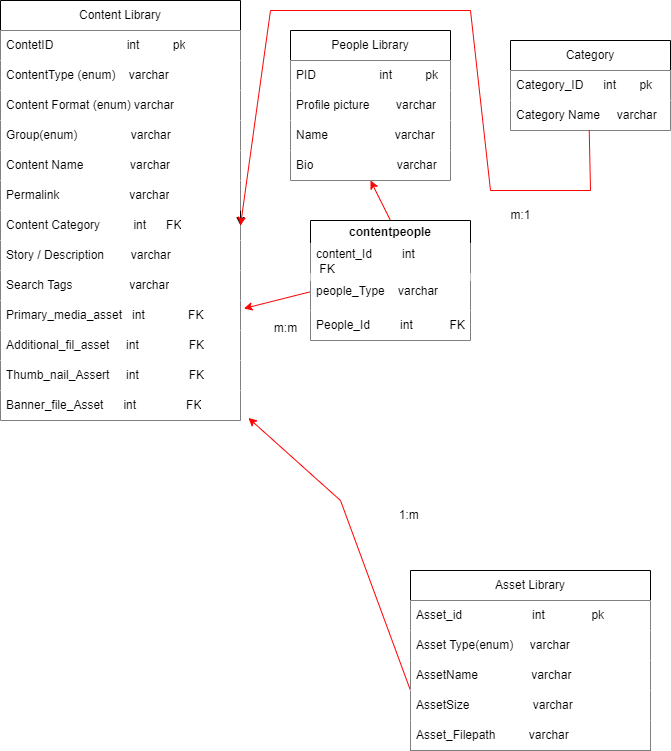 Content Library
ContetID int pk
ContentType (enum) varchar
Content Format (enum) varchar
Group(enum) varchar
Content Name varchar
Permalink varchar
Content Category int FK
Story / Description varchar
Search Tags varchar
Primary_media_asset int FK
Additional_fil_asset int FK
Thumb_nail_Assert int FK
Banner_file_Asset int FK
People Library
PID int pk
Profile picture varchar
Name varchar
Bio varchar
Category
Category_ID int pk
Category Name varchar
m:1
contentpeople
content_Id int
FK
people_Type varchar
People_Id int FK
m:m
1:m
Asset Library
Asset_id int pk
Asset Type(enum) varchar
AssetName varchar
AssetSize varchar
Asset_Filepath varchar